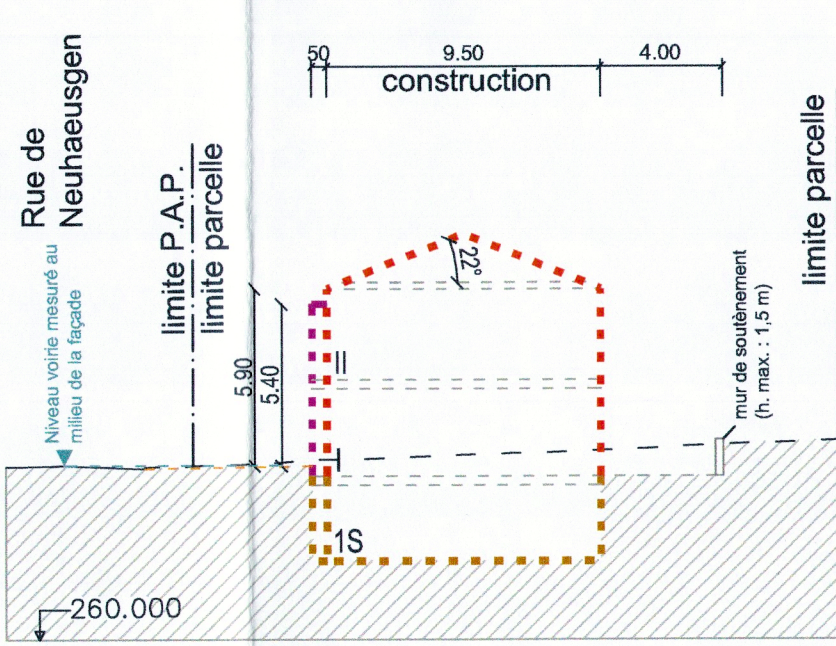 Rue de
Neuhaeusgen
Niveau voirie mesuré au
milieu de la façade
limite P.A.P.
limite parcelle
50
9.50
4.00
construction
limite parcelle
22°
5.90
5.40
II
I
mur de soutènement
(h. max. : 1,5 m)
1S
260.000